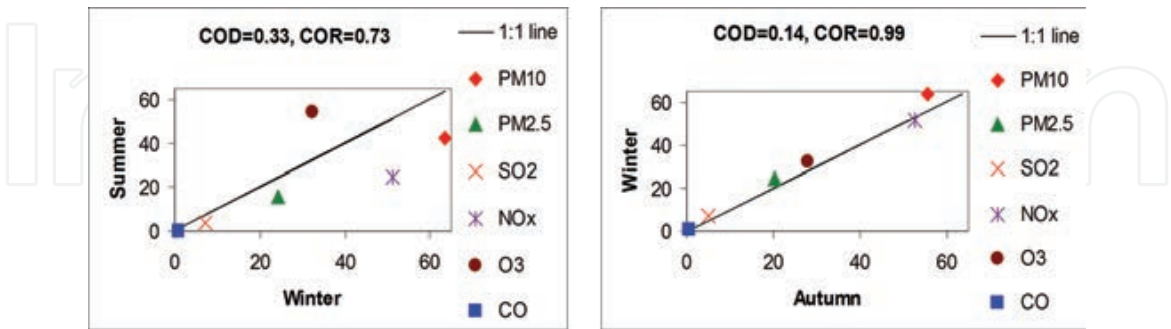 COD=0.33, COR=0.73
1:1 line
PM10
PM2.5
SO2
NOx
O3
CO
Summer
60
40
20
0
0 20 40 60
Winter
COD=0.14, COR=0.99
1:1 line
PM10
PM2.5
SO2
NOx
O3
CO
Winter
60
40
20
0
0 20 40 60
Autumn